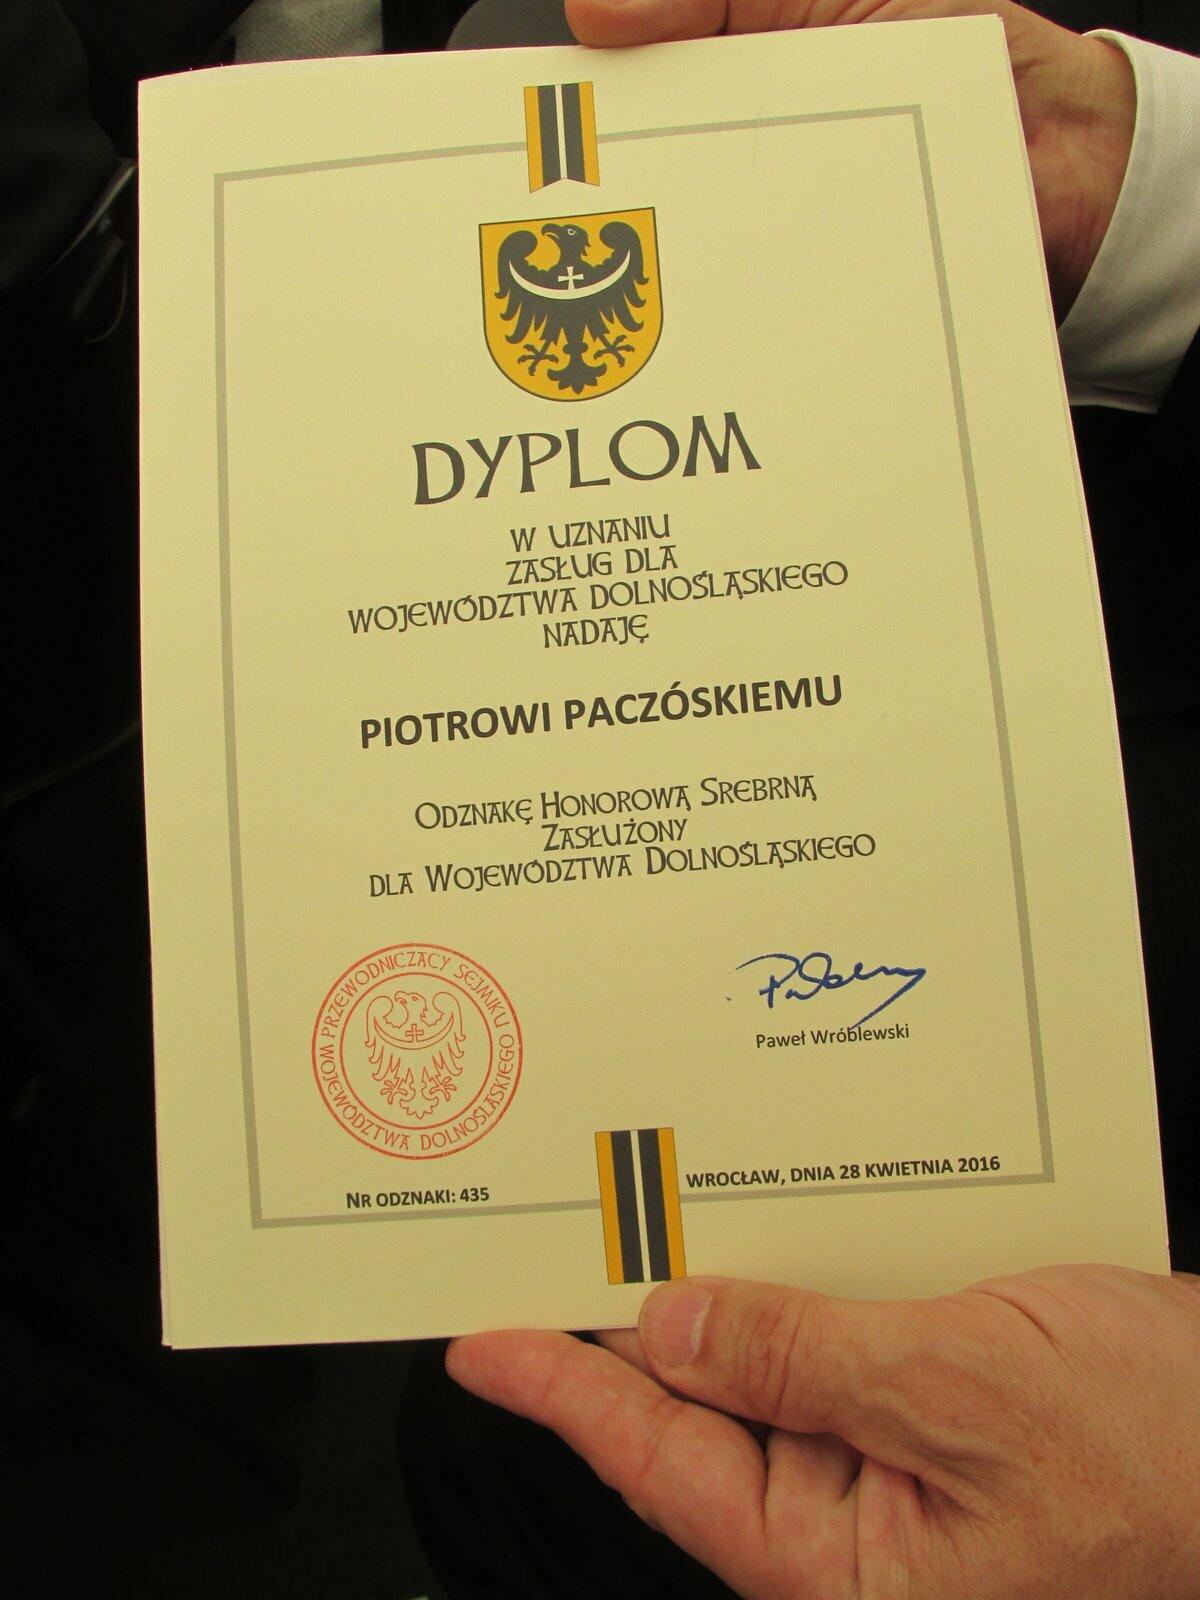 DYPLOM
W UZNANIU
ZASŁUG DLA
WOJEWÓDZTWA DOLNOŚLĄSKIEGO
NADAJĘ
PIOTROWI PACZÓSKIEMU
ODZNAKĘ HONOROWĄ SREBRNĄ
ZASŁUŻONY
DLA WOJEWÓDZTWA DOLNOŚLĄSKIEGO
PRZEWODNICZĄCY SEJMIKU
WOJEWÓDZTWA DOLNOŚLĄSKIEGO
Paweł Wróblewski
NR ODZNAKI: 435
WROCŁAW, DNIA 28 KWIETNIA 2016